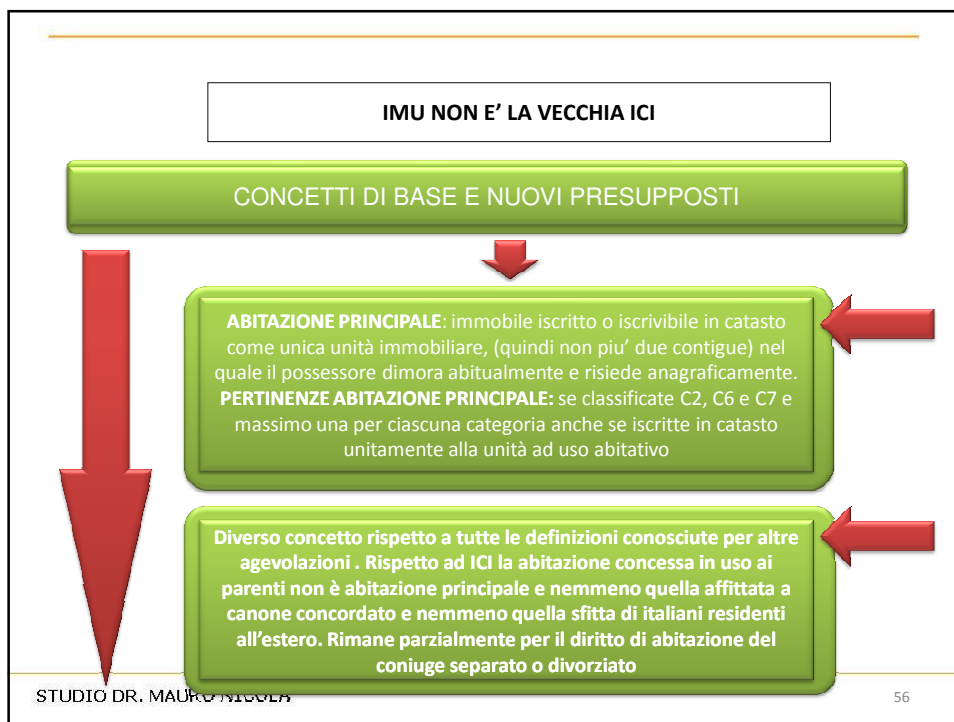 IMU NON E' LA VECCHIA ICI
CONCETTI DI BASE E NUOVI PRESUPPOSTI
ABITAZIONE PRINCIPALE: immobile iscritto o iscrivibile in catasto
come unica unità immobiliare, (quindi non piu' due contigue) nel
quale il possessore dimora abitualmente e risiede anagraficamente.
PERTINENZE ABITAZIONE PRINCIPALE: se classificate C2, C6 e C7 e
massimo una per ciascuna categoria anche se iscritte in catasto
unitamente alla unità ad uso abitativo
Diverso concetto rispetto a tutte le definizioni conosciute per altre
agevolazioni . Rispetto ad ICI la abitazione concessa in uso ai
parenti non è abitazione principale e nemmeno quella affittata a
canone concordato e nemmeno quella sfitta di italiani residenti
all'estero. Rimane parzialmente per il diritto di abitazione del
coniuge separato o divorziato
STUDIO DR. MAURO NICOLA
56